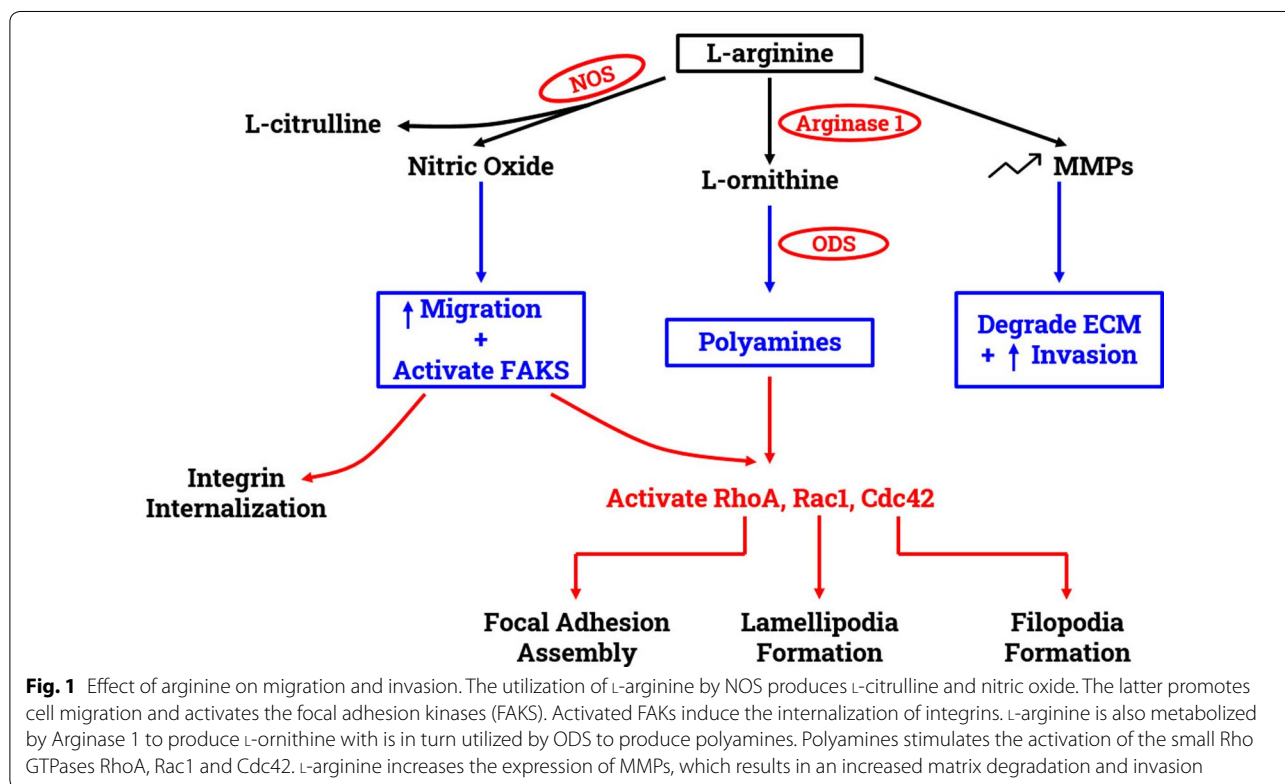 L-arginine
NOS
L-citrulline
Arginase 1
Nitric Oxide
L-ornithine
MMPs
ODS
↑ Migration
+
Activate FAKS
Polyamines
Degrade ECM
+ ↑ Invasion
Integrin
Internalization
Activate RhoA, Rac1, Cdc42
Focal Adhesion
Assembly
Lamellipodia
Formation
Filopodia
Formation
Fig. 1 Effect of arginine on migration and invasion. The utilization of L-arginine by NOS produces L-citrulline and nitric oxide. The latter promotes
cell migration and activates the focal adhesion kinases (FAKS). Activated FAKs induce the internalization of integrins. L-arginine is also metabolized
by Arginase 1 to produce L-ornithine with is in turn utilized by ODS to produce polyamines. Polyamines stimulates the activation of the small Rho
GTPases RhoA, Rac1 and Cdc42. L-arginine increases the expression of MMPs, which results in an increased matrix degradation and invasion